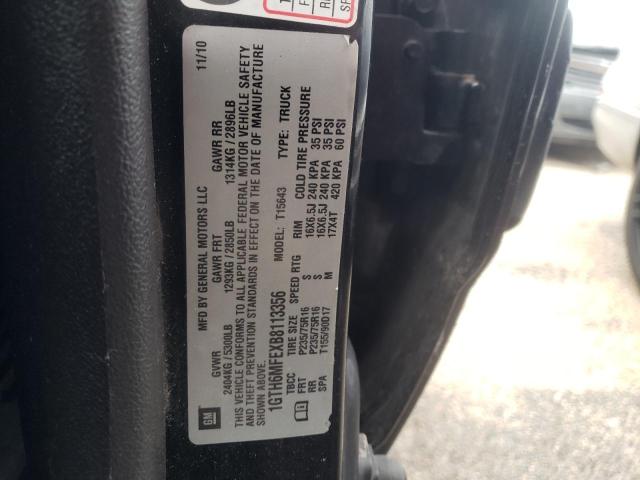 GM
MFD BY GENERAL MOTORS LLC
11/10
GVWR GAWR FRT GAWR RR
2404KG / 5300LB 1293KG / 2850LB 1314KG / 2896LB
THIS VEHICLE CONFORMS TO ALL APPLICABLE FEDERAL MOTOR VEHICLE SAFETY
AND THEFT PREVENTION STANDARDS IN EFFECT ON THE DATE OF MANUFACTURE
SHOWN ABOVE.
1GTH6MFEXB8113356 MODEL: T15643 TYPE: TRUCK
TBCC TIRE SIZE SPEED RTG RIM COLD TIRE PRESSURE
FRT P235/75R16 S 16X6.5J 240 KPA 35 PSI
RR P235/75R16 S 16X6.5J 240 KPA 35 PSI
SPA T155/90D17 M 17X4T 420 KPA 60 PSI